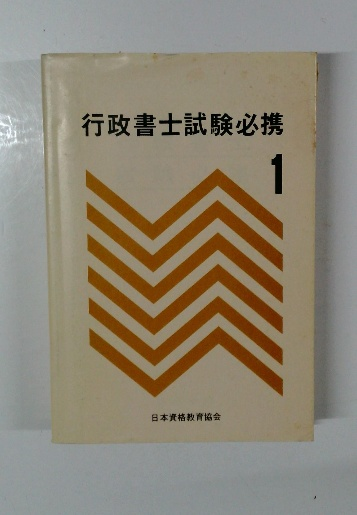 行政書士試験必携
1
日本資格教育協会